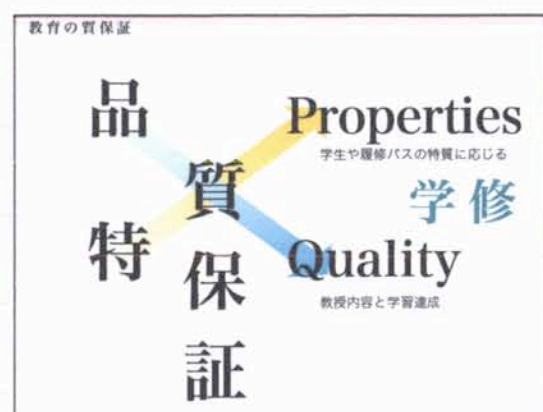 教育の質保証
品
特
質
保
証
Properties
学生や履修パスの特質に応じる
学修
Quality
教授内容と学習達成